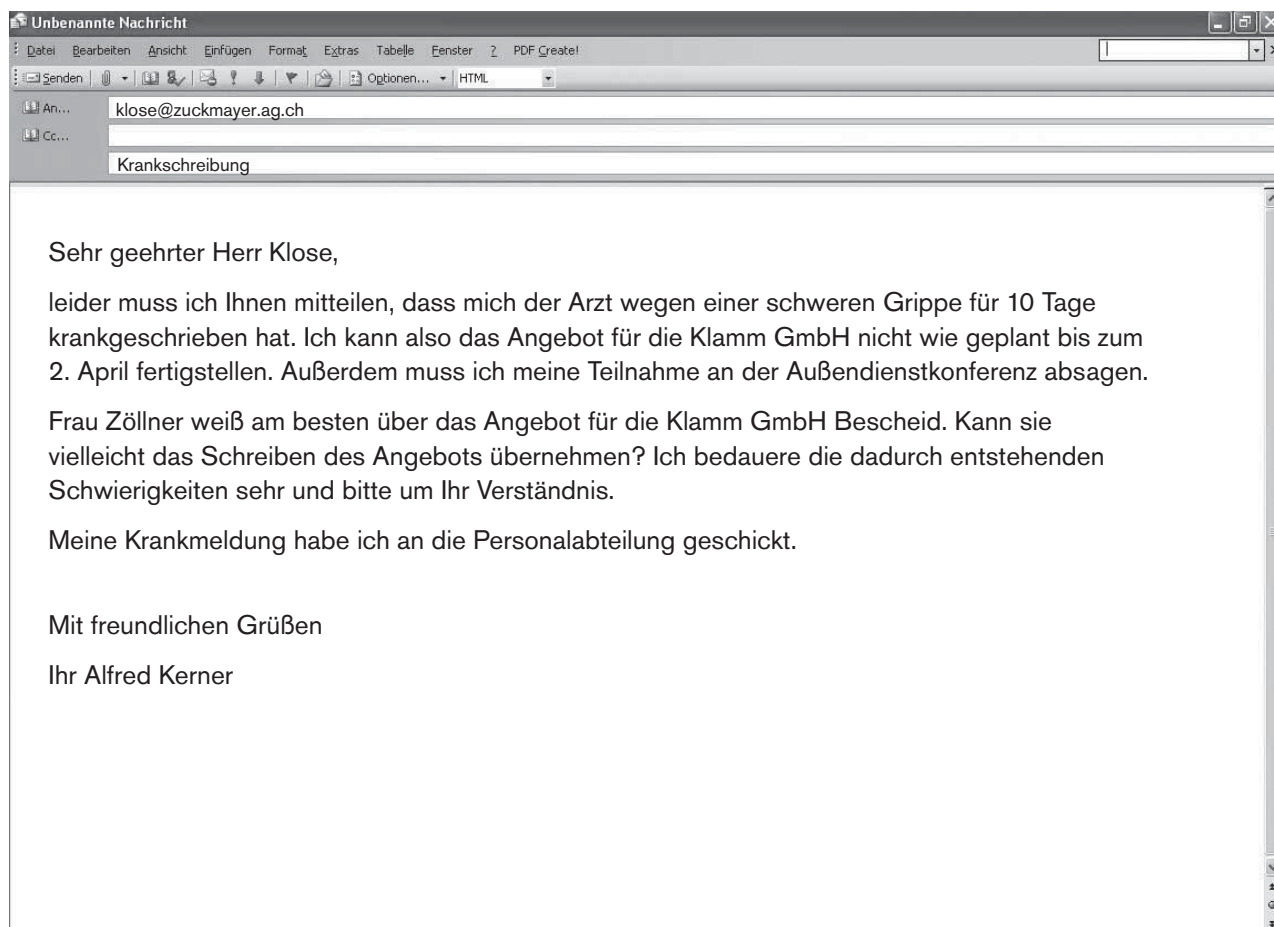 Unbenannte Nachricht
Datei Bearbeiten Ansicht Einfügen Format Extras Tabelle Fenster ? PDF Create!
Senden Optionen... HTML
An... klose@zuckmayer.ag.ch
Cc...
Krankschreibung
Sehr geehrter Herr Klose,
leider muss ich Ihnen mitteilen, dass mich der Arzt wegen einer schweren Grippe für 10 Tage
krankgeschrieben hat. Ich kann also das Angebot für die Klamm GmbH nicht wie geplant bis zum
2. April fertigstellen. Außerdem muss ich meine Teilnahme an der Außendienstkonferenz absagen.
Frau Zöllner weiß am besten über das Angebot für die Klamm GmbH Bescheid. Kann sie
vielleicht das Schreiben des Angebots übernehmen? Ich bedauere die dadurch entstehenden
Schwierigkeiten sehr und bitte um Ihr Verständnis.
Meine Krankmeldung habe ich an die Personalabteilung geschickt.
Mit freundlichen Grüßen
Ihr Alfred Kerner